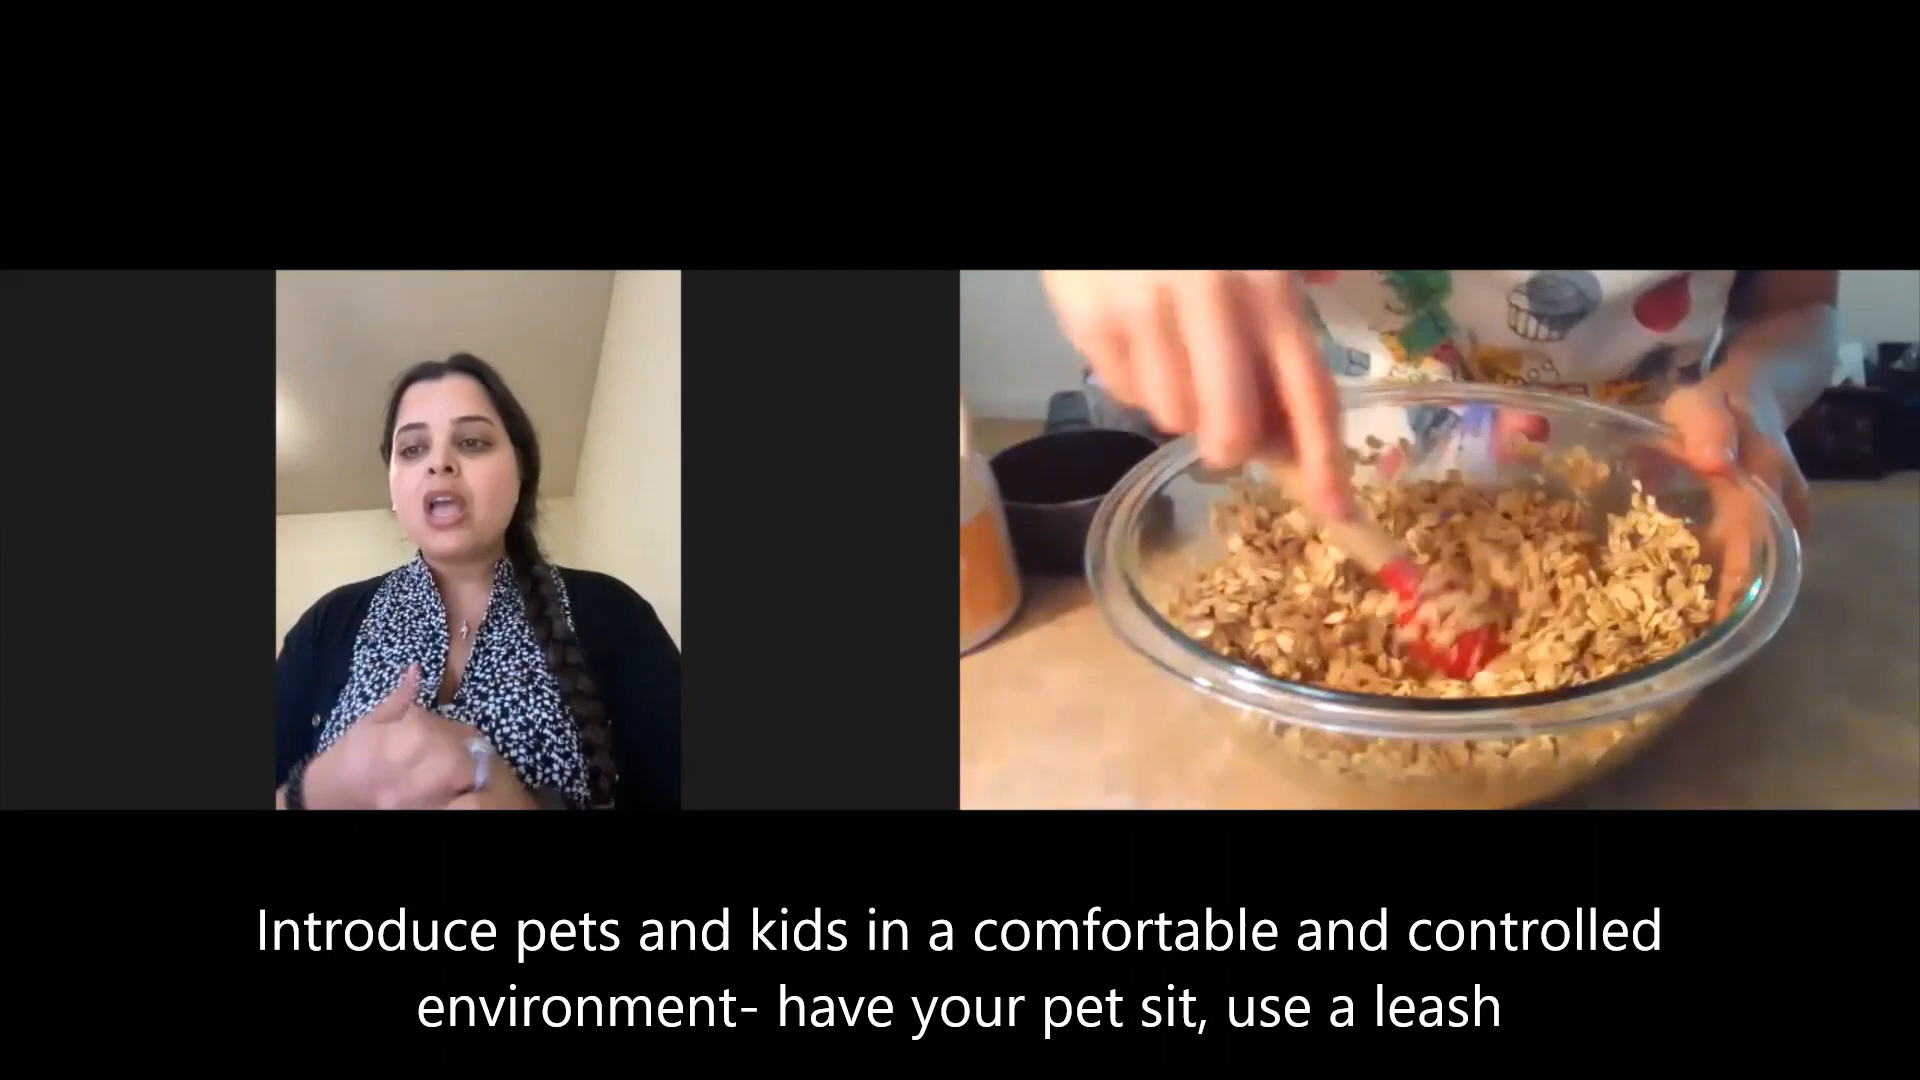 Introduce pets and kids in a comfortable and controlled
environment- have your pet sit, use a leash